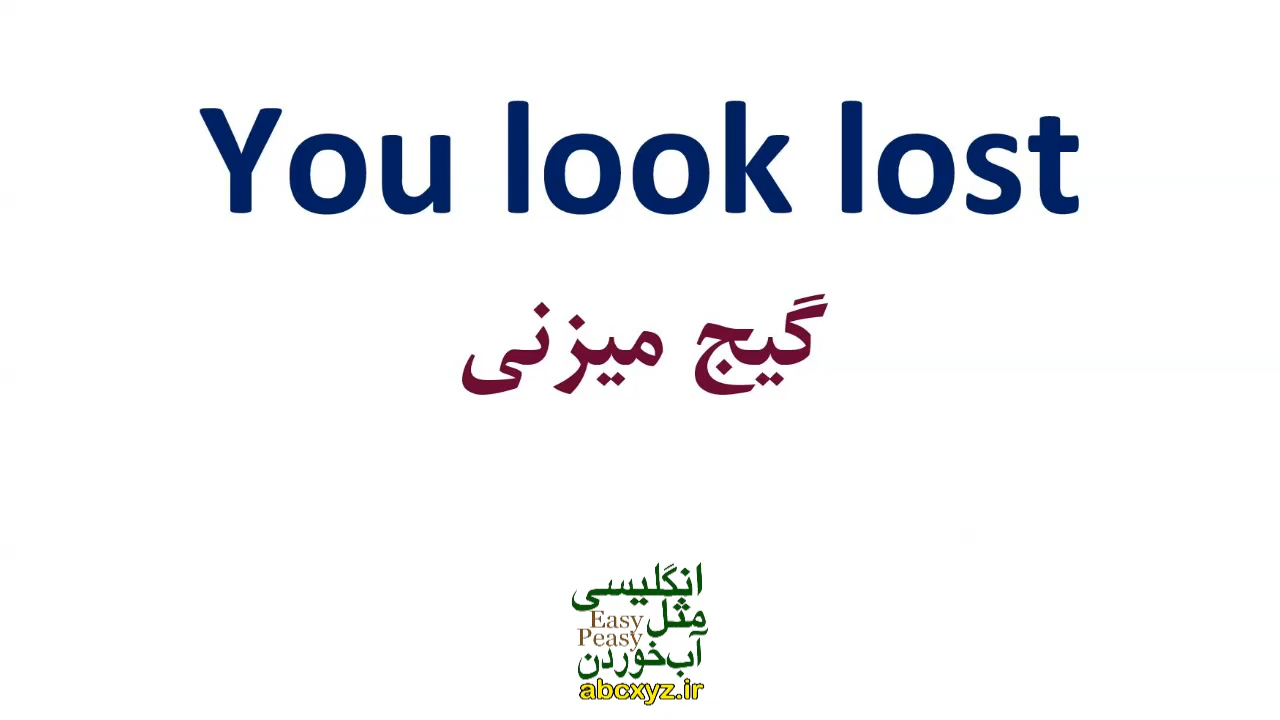 You look lost
گیج میزنی
انگلیسی
مثل Easy
Peasy
آب‌خوردن
abcxyz.ir